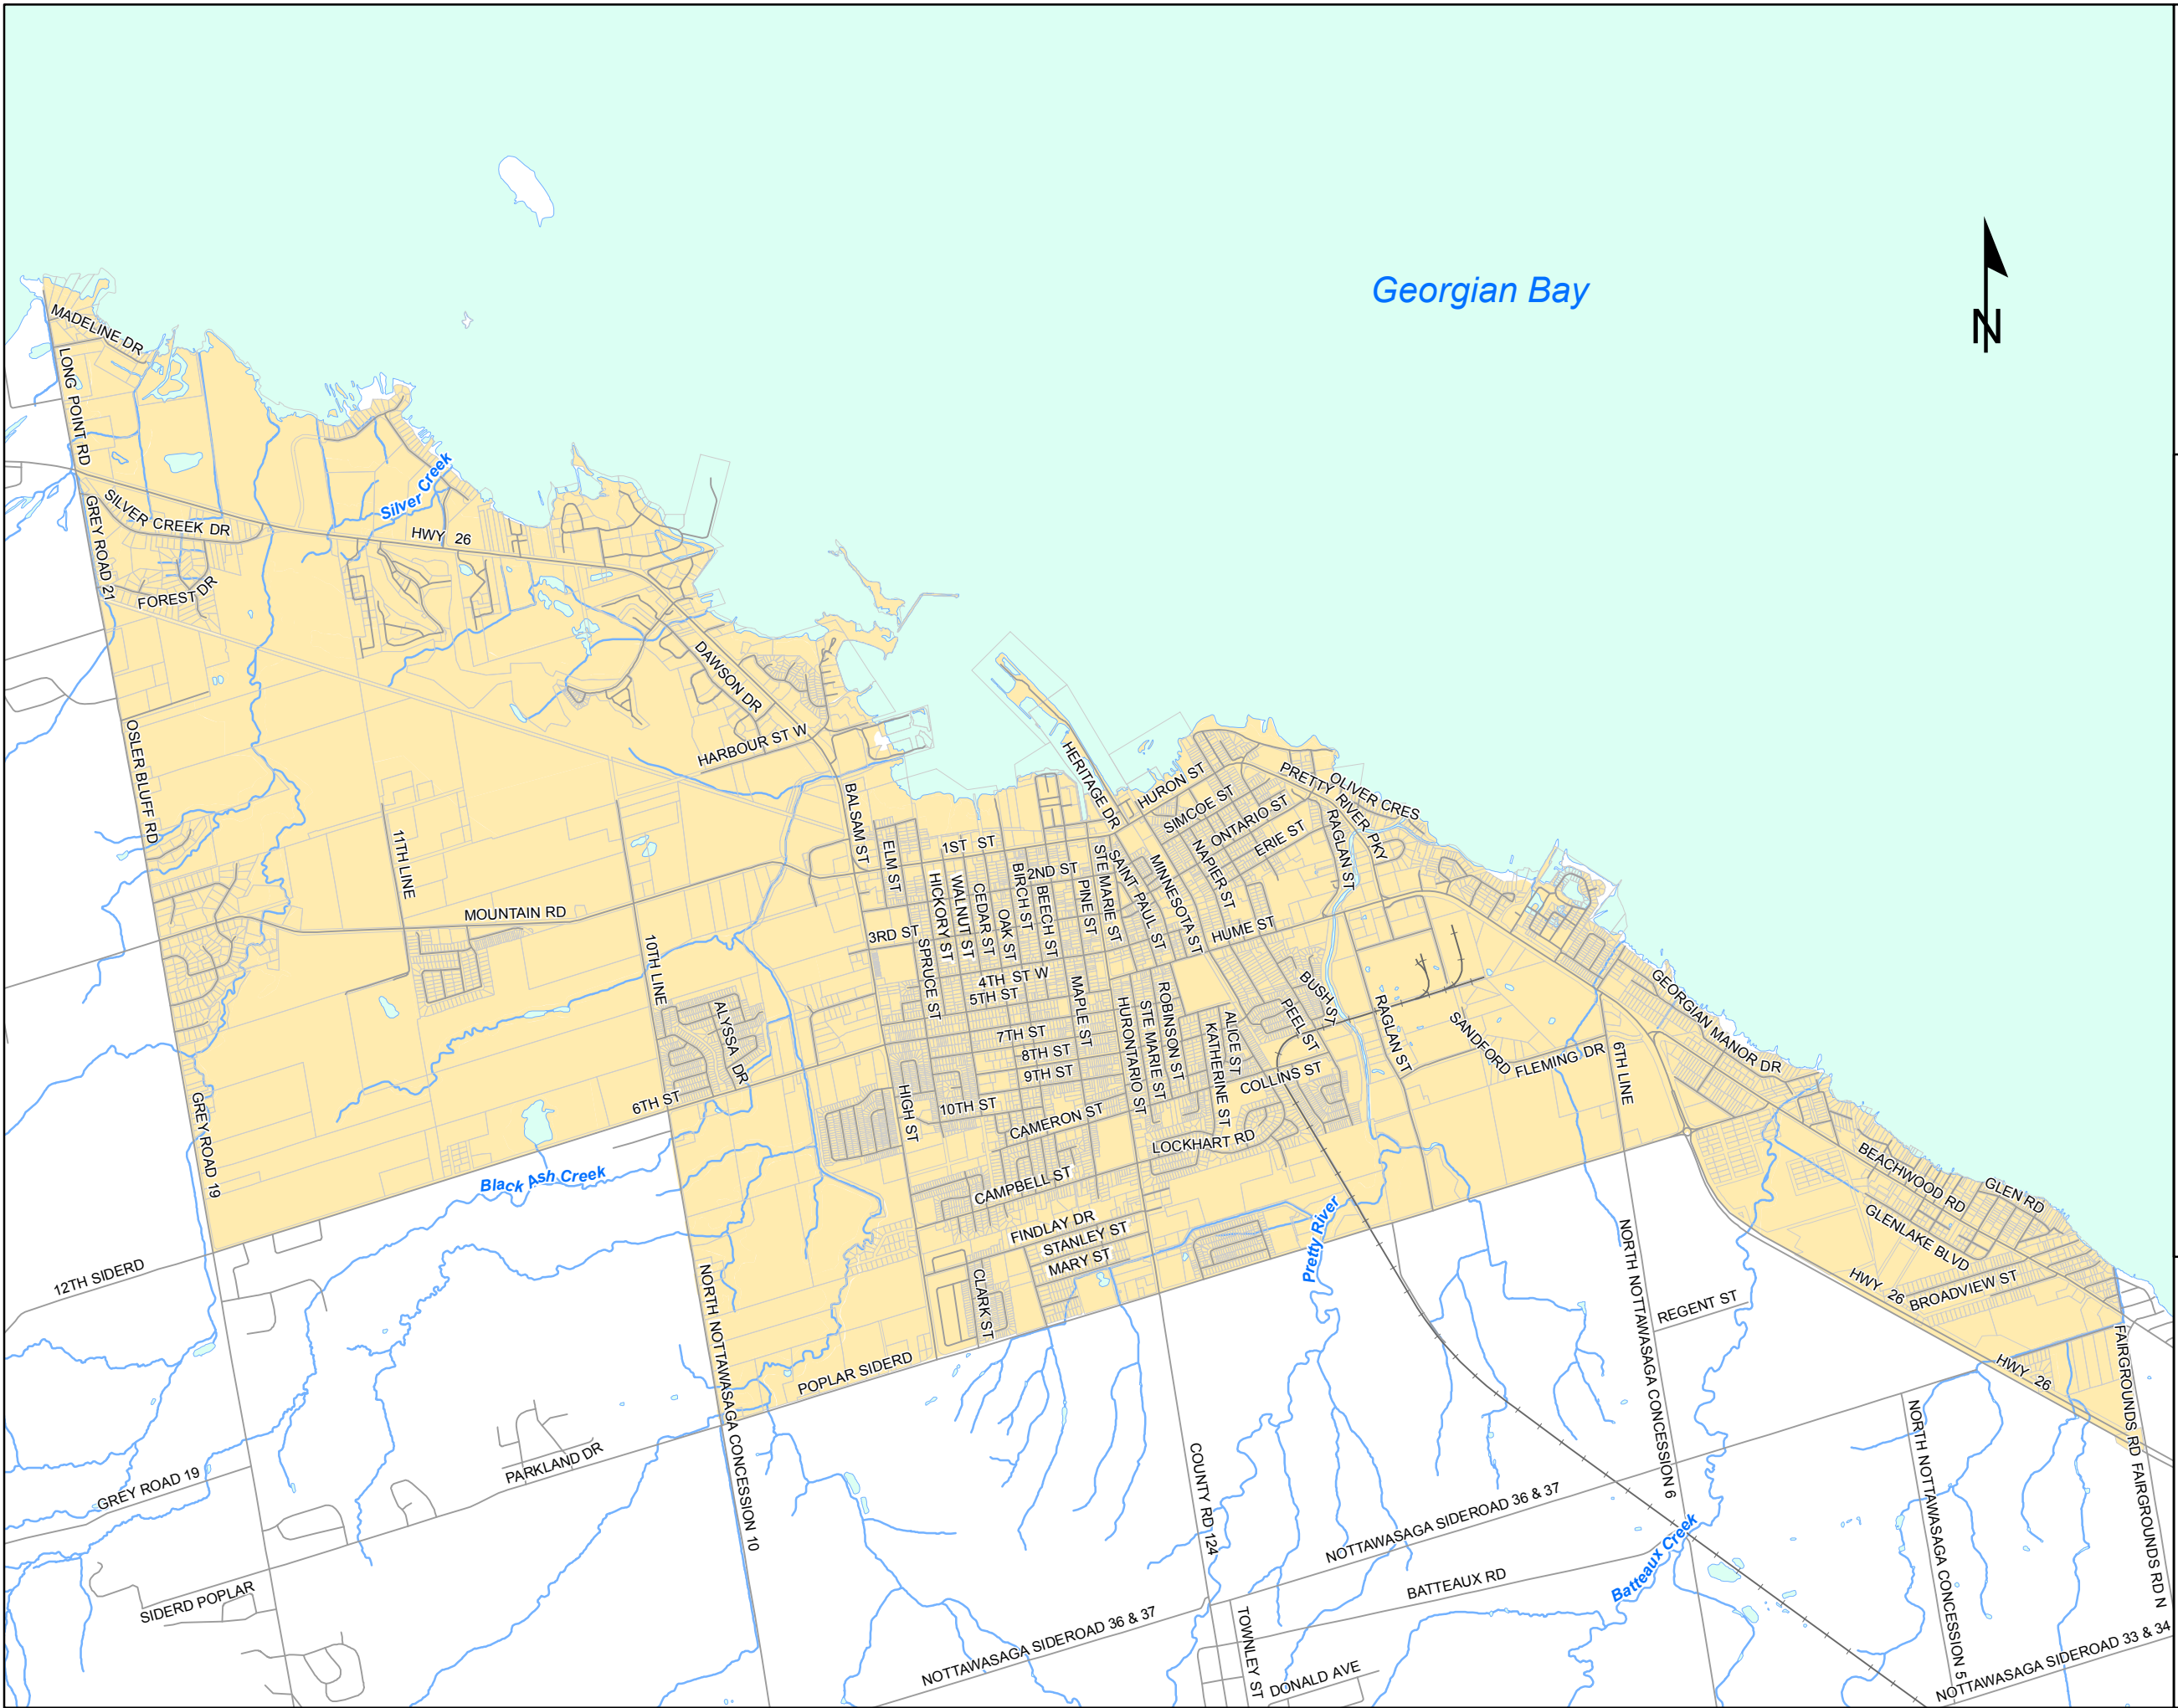 Georgian Bay
N
MADELINE DR
LONG POINT RD
Silver Creek
SILVER CREEK DR
GREY ROAD 21
HWY 26
FOREST DR
DAWSON DR
HARBOUR ST W
OSLER BLUFF RD
HERITAGE DR
HURON ST
PRETTY RIVER PKY
OLIVER CRES
SIMCOE ST
ONTARIO ST
ERIE ST
RAGLAN ST
BALSAM ST
11TH LINE
ELM ST
1ST ST
2ND ST
STE MARIE ST
SAINT PAUL ST
MINNESOTA ST
NAPIER ST
HICKORY ST
WALNUT ST
CEDAR ST
OAK ST
BIRCH ST
BEECH ST
PINE ST
MOUNTAIN RD
3RD ST
HUME ST
10TH LINE
SPRUCE ST
4TH ST W
5TH ST
MAPLE ST
HURONTARIO ST
STE MARIE ST
ROBINSON ST
KATHERINE ST
ALICE ST
PEEL ST
BUSH ST
RAGLAN ST
SANDFORD
FLEMING DR
6TH LINE
GEORGIAN MANOR DR
ALYSSA DR
7TH ST
8TH ST
9TH ST
10TH ST
6TH ST
HIGH ST
CAMERON ST
COLLINS ST
LOCKHART RD
GREY ROAD 19
Black Ash Creek
CAMPBELL ST
BEACHWOOD RD
GLEN RD
GLENLAKE BLVD
FINDLAY DR
STANLEY ST
MARY ST
Pretty River
12TH SIDERD
CLARK ST
NORTH NOTTAWASAGA CONCESSION 10
NORTH NOTTAWASAGA CONCESSION 6
HWY 26
BROADVIEW ST
REGENT ST
POPLAR SIDERD
HWY 26
FAIRGROUNDS RD
FAIRGROUNDS RD N
NORTH NOTTAWASAGA CONCESSION 5
PARKLAND DR
GREY ROAD 19
COUNTY RD 124
NOTTAWASAGA SIDEROAD 36 & 37
Batteaux Creek
BATTEAUX RD
SIDERD POPLAR
NOTTAWASAGA SIDEROAD 36 & 37
TOWNLEY ST
DONALD AVE
NOTTAWASAGA SIDEROAD 33 & 34